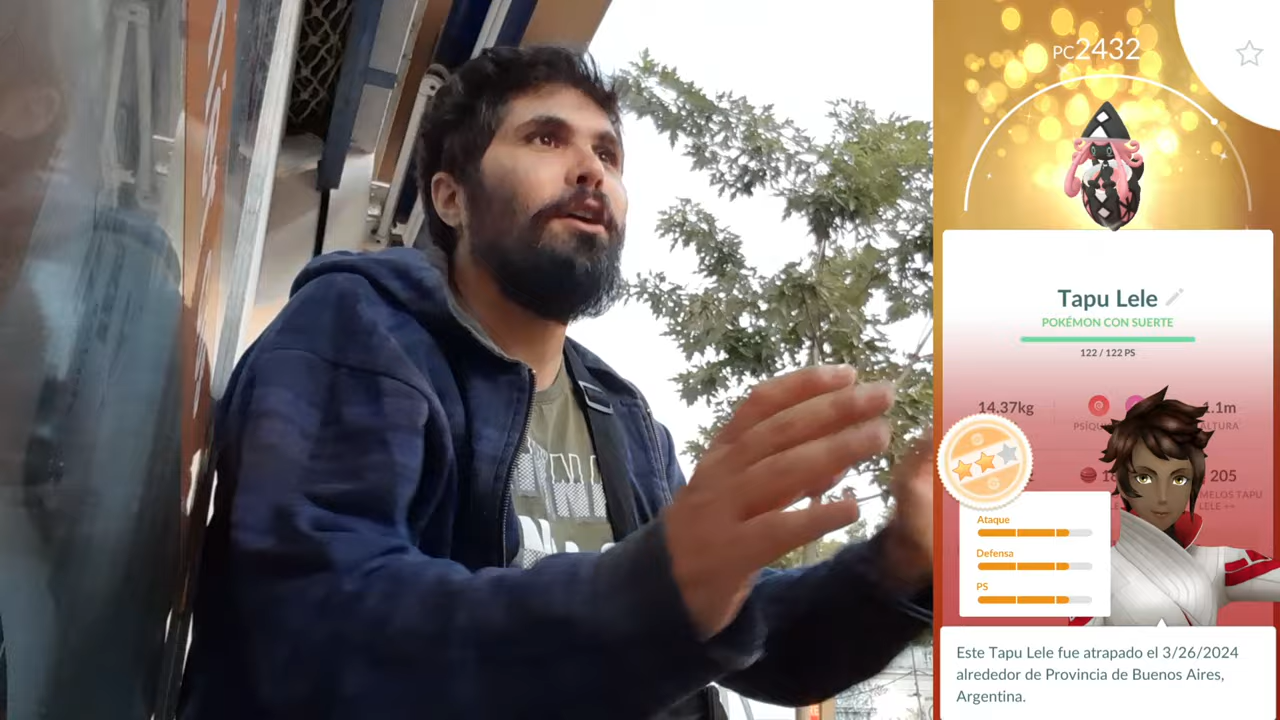 PC2432
Tapu Lele
POKÉMON CON SUERTE
122 / 122 PS
14.37kg
1.1m
ALTURA
205
LELE
Ataque
Defensa
PS
Este Tapu Lele fue atrapado el 3/26/2024
alrededor de Provincia de Buenos Aires,
Argentina.